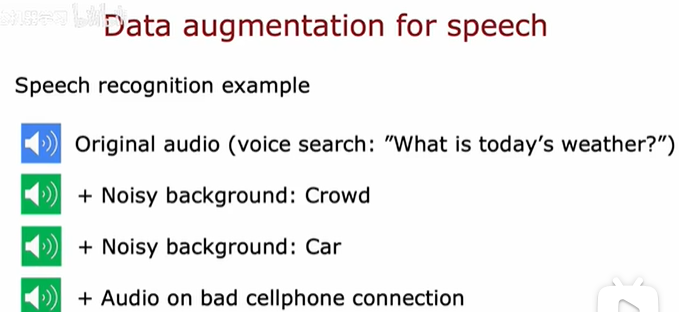 Data augmentation for speech
Speech recognition example
Original audio (voice search: "What is today's weather?")
+ Noisy background: Crowd
+ Noisy background: Car
+ Audio on bad cellphone connection